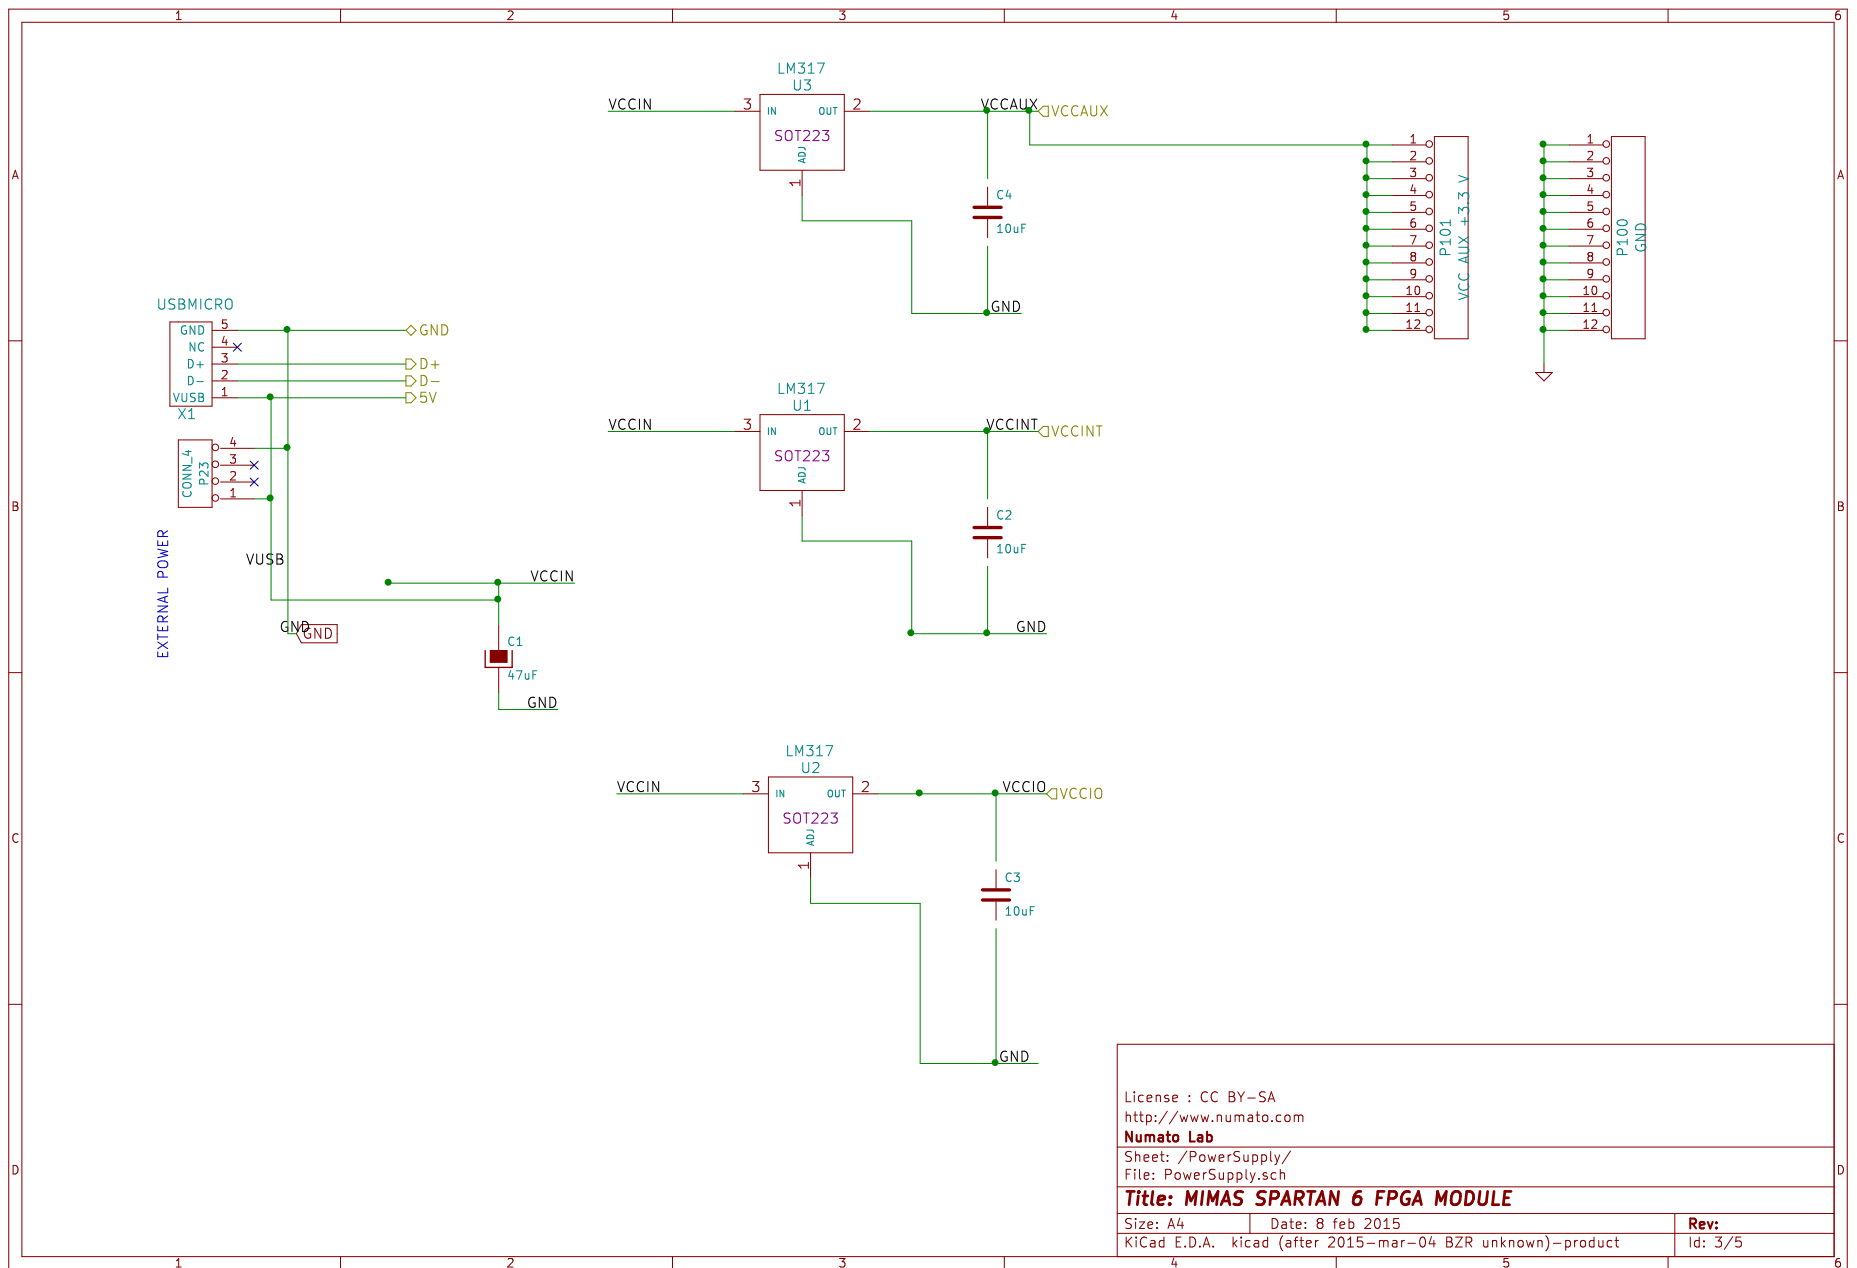 1 2 3 4 5 6
A
B
C
D
A
B
C
D
LM317
U3
VCCIN
3
IN
OUT
2
SOT223
ADJ
1
VCCAUX
VCCAUX
C4
10uF
GND
1
2
3
4
5
6
7
8
9
10
11
12
P101
VCC AUX +3.3 V
1
2
3
4
5
6
7
8
9
10
11
12
P100
GND
USBMICRO
GND 5 GND
NC 4
D+ 3 D+
D- 2 D-
VUSB 1 5V
X1
CONN_4
P23
4
3
2
1
EXTERNAL POWER
VUSB
VCCIN
GND
GND
C1
47uF
GND
LM317
U1
VCCIN
3
IN
OUT
2
SOT223
ADJ
1
VCCINT
VCCINT
C2
10uF
GND
LM317
U2
VCCIN
3
IN
OUT
2
SOT223
ADJ
1
VCCIO
VCCIO
C3
10uF
GND
License : CC BY-SA
http://www.numato.com
Numato Lab
Sheet: /PowerSupply/
File: PowerSupply.sch
Title: MIMAS SPARTAN 6 FPGA MODULE
Size: A4 Date: 8 feb 2015 Rev:
KiCad E.D.A. kicad (after 2015-mar-04 BZR unknown)-product Id: 3/5
1 2 3 4 5 6